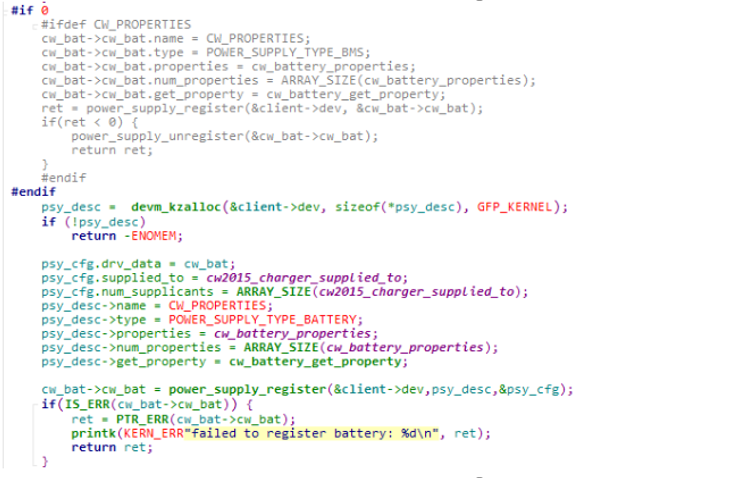 #if 0
#ifdef CW_PROPERTIES
cw_bat->cw_bat.name = CW_PROPERTIES;
cw_bat->cw_bat.type = POWER_SUPPLY_TYPE_BMS;
cw_bat->cw_bat.properties = cw_battery_properties;
cw_bat->cw_bat.num_properties = ARRAY_SIZE(cw_battery_properties);
cw_bat->cw_bat.get_property = cw_battery_get_property;
ret = power_supply_register(&client->dev, &cw_bat->cw_bat);
if(ret < 0) {
power_supply_unregister(&cw_bat->cw_bat);
return ret;
}
#endif
#endif
psy_desc = devm_kzalloc(&client->dev, sizeof(*psy_desc), GFP_KERNEL);
if (!psy_desc)
return -ENOMEM;
psy_cfg.drv_data = cw_bat;
psy_cfg.supplied_to = cw2015_charger_supplied_to;
psy_cfg.num_supplicants = ARRAY_SIZE(cw2015_charger_supplied_to);
psy_desc->name = CW_PROPERTIES;
psy_desc->type = POWER_SUPPLY_TYPE_BATTERY;
psy_desc->properties = cw_battery_properties;
psy_desc->num_properties = ARRAY_SIZE(cw_battery_properties);
psy_desc->get_property = cw_battery_get_property;
cw_bat->cw_bat = power_supply_register(&client->dev,psy_desc,&psy_cfg);
if(IS_ERR(cw_bat->cw_bat)) {
ret = PTR_ERR(cw_bat->cw_bat);
printk(KERN_ERR"failed to register battery: %d\n", ret);
return ret;
}